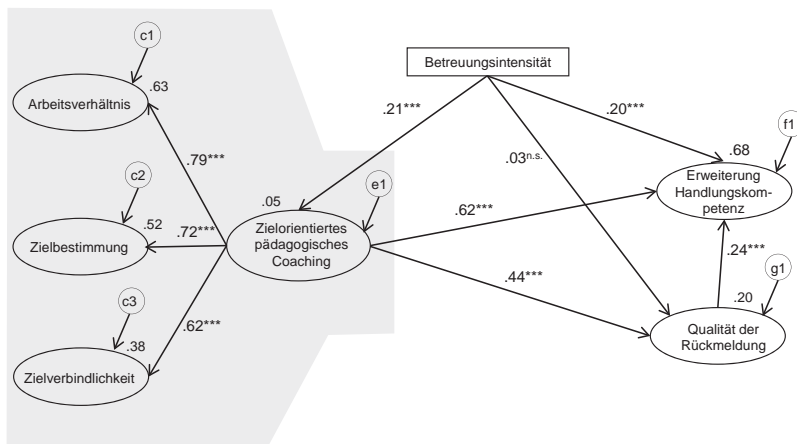 c1
Betreuungsintensität
.63
Arbeitsverhältnis
.21***
.20***
f1
.68
.79***
.03n.s.
c2
e1
Erweiterung
Handlungskom-
petenz
.05
.62***
.52
Zielorientiertes
pädagogisches
Coaching
.72***
Zielbestimmung
.24***
g1
.44***
c3
.20
.62***
Qualität der
Rückmeldung
.38
Zielverbindlichkeit